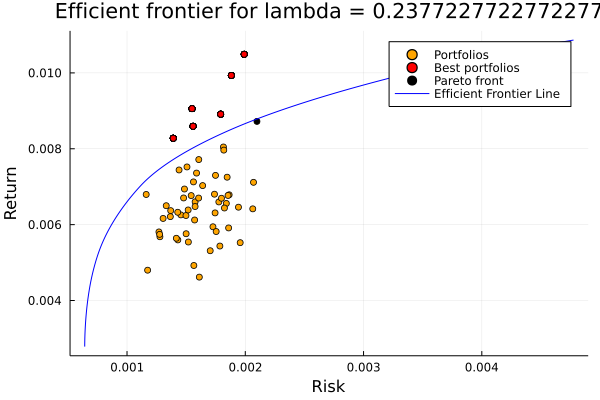 Efficient frontier for lambda = 0.2377227722772277
Portfolios
Best portfolios
Pareto front
Efficient Frontier Line
0.010
0.008
0.006
0.004
Return
0.001
0.002
0.003
0.004
Risk